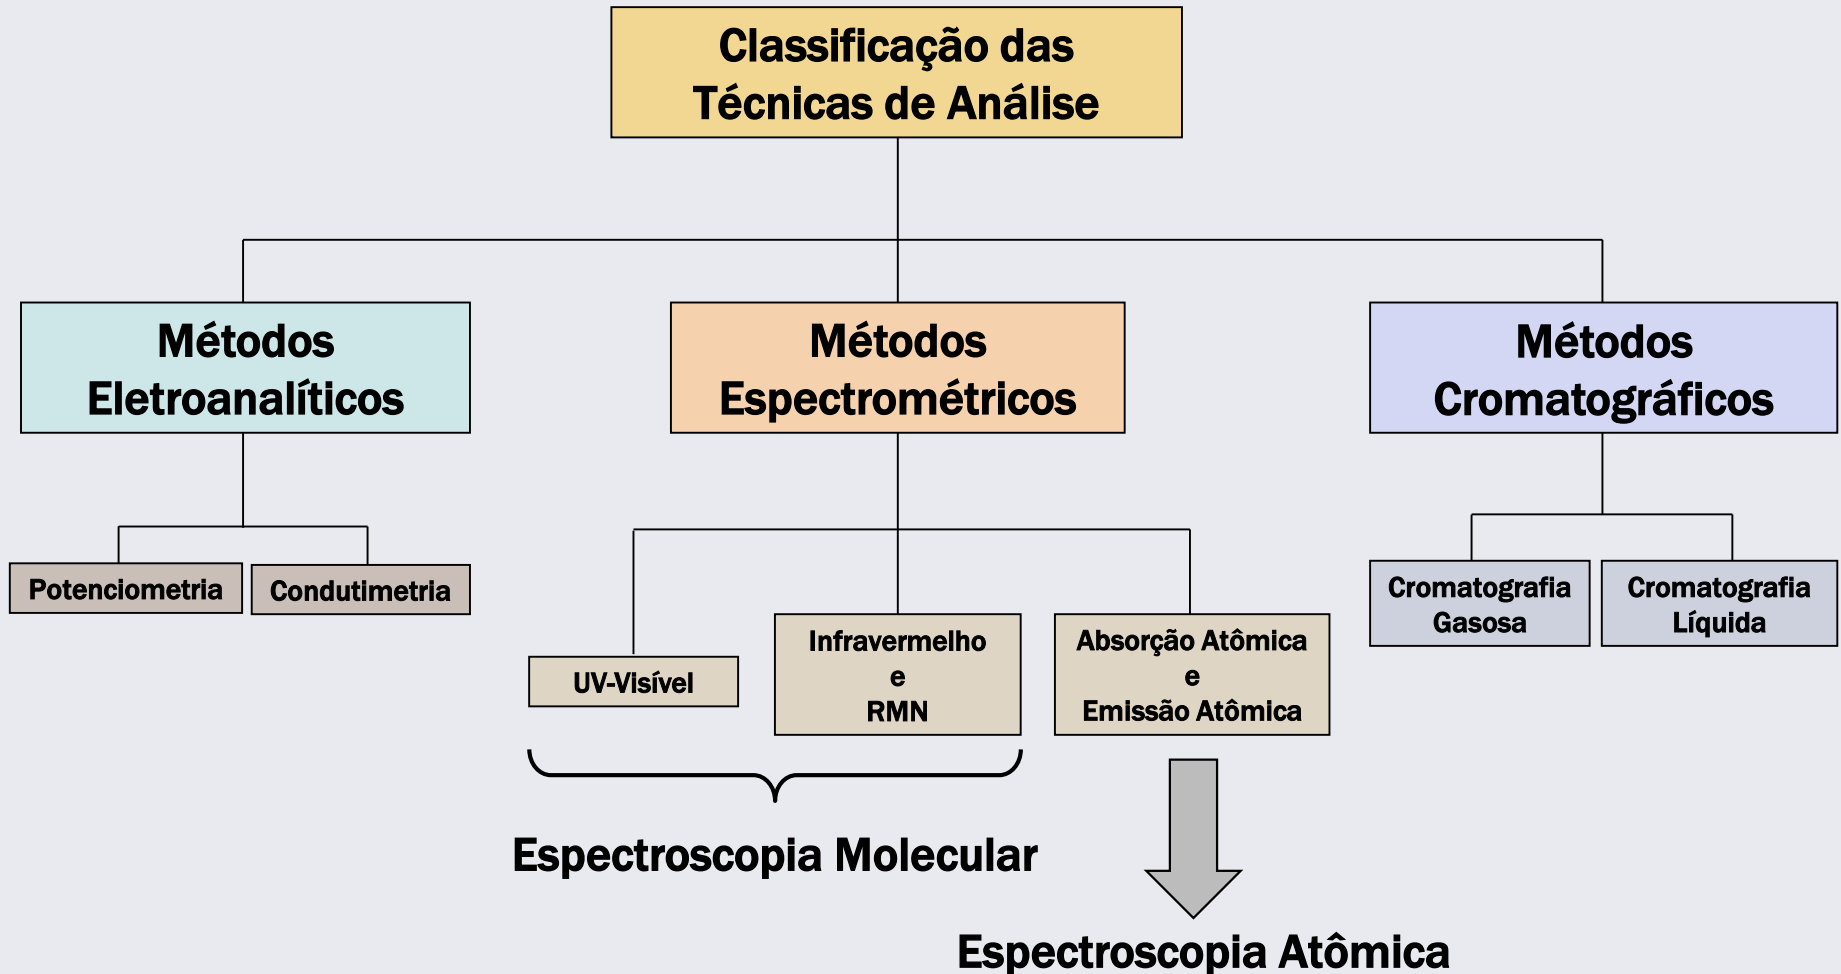 Classificação das
Técnicas de Análise
Métodos
Eletroanalíticos
Métodos
Espectrométricos
Métodos
Cromatográficos
Potenciometria
Condutimetria
UV-Visível
Infravermelho
e
RMN
Absorção Atômica
e
Emissão Atômica
Cromatografia
Gasosa
Cromatografia
Líquida
Espectroscopia Molecular
Espectroscopia Atômica